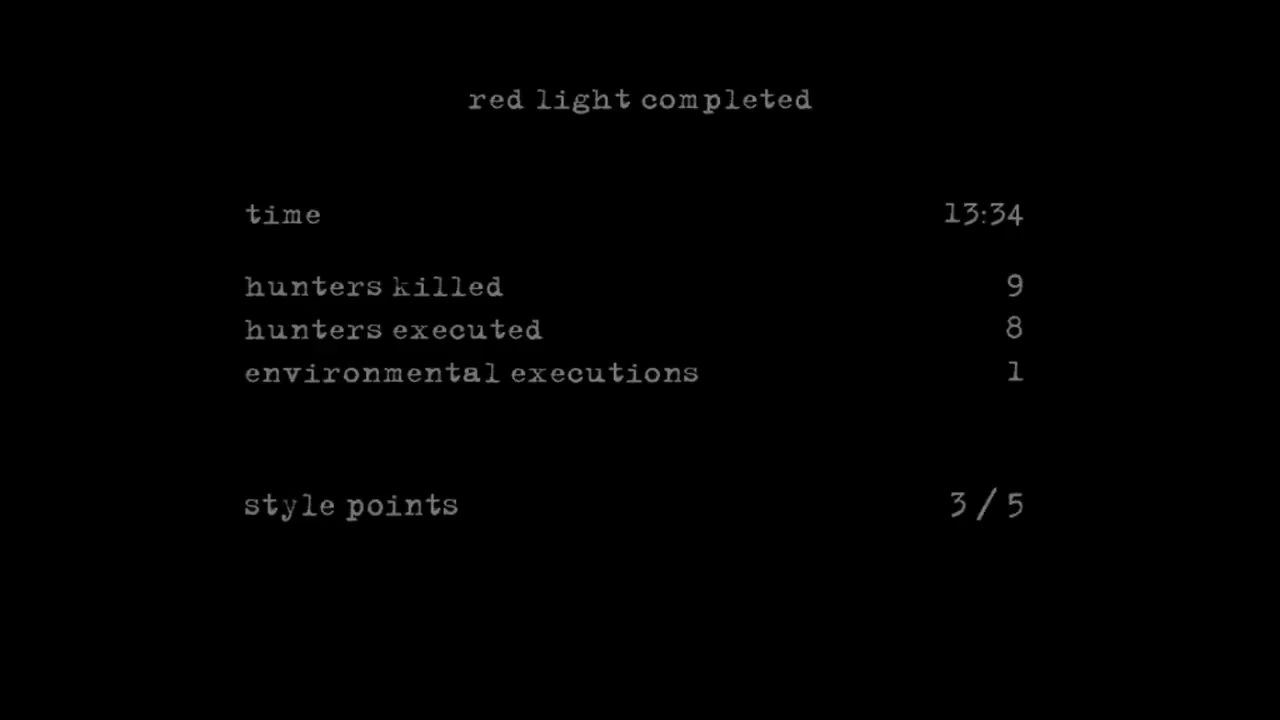 red light completed
time 13:34
hunters killed 9
hunters executed 8
environmental executions 1
style points 3 / 5